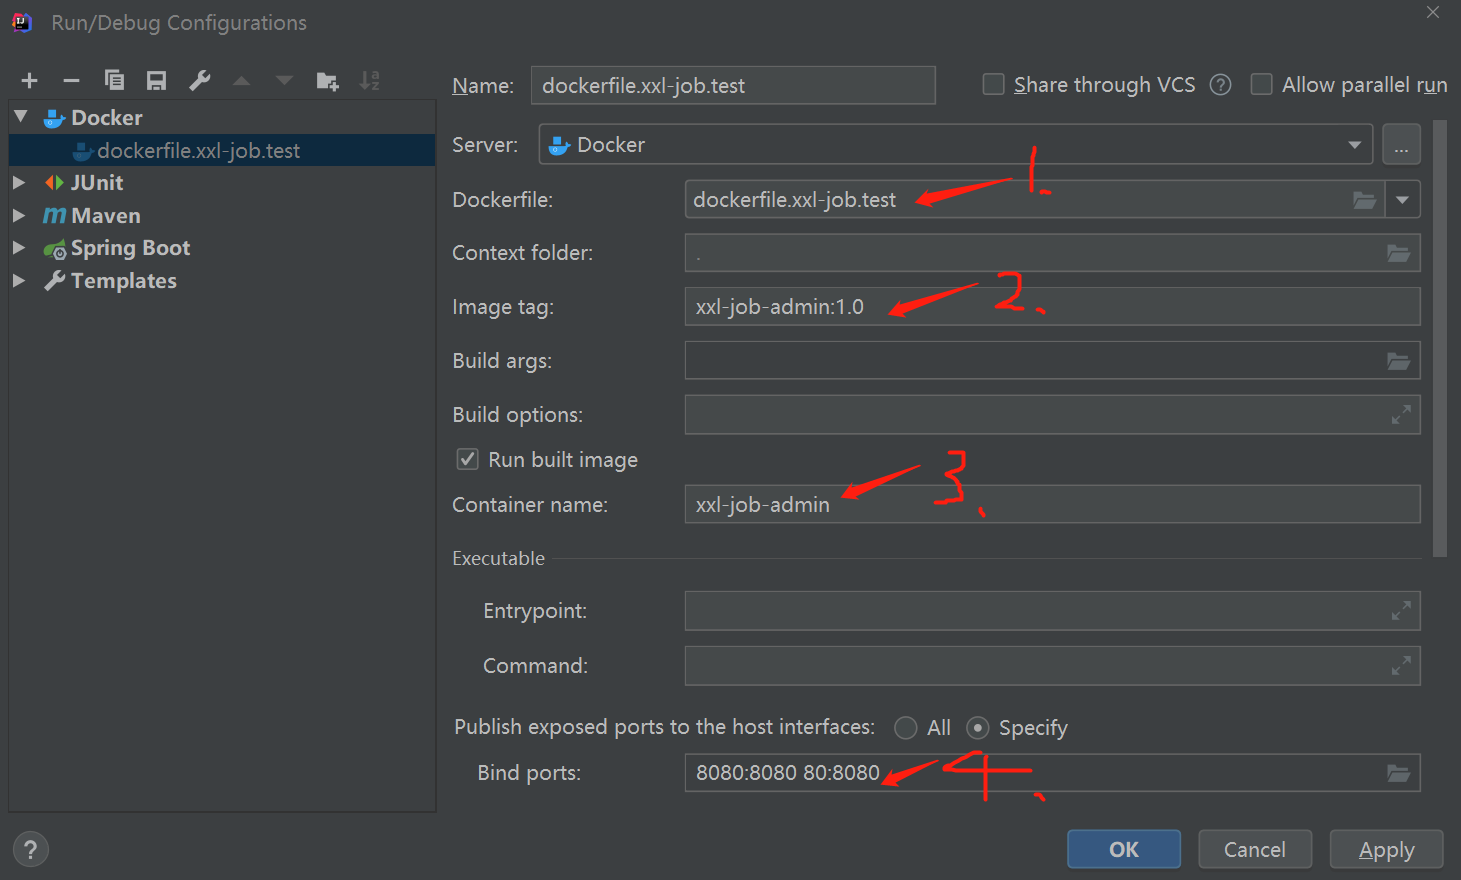 Run/Debug Configurations
Name: dockerfile.xxl-job.test
Share through VCS ?
Allow parallel run
Docker
dockerfile.xxl-job.test
JUnit
m Maven
Spring Boot
Templates
Server: Docker ...
1.
Dockerfile: dockerfile.xxl-job.test
Context folder: .
2.
Image tag: xxl-job-admin:1.0
Build args:
Build options:
Run built image
3.
Container name: xxl-job-admin
Executable
Entrypoint:
Command:
Publish exposed ports to the host interfaces: All Specify
Bind ports: 8080:8080 80:8080
4.
? OK Cancel Apply